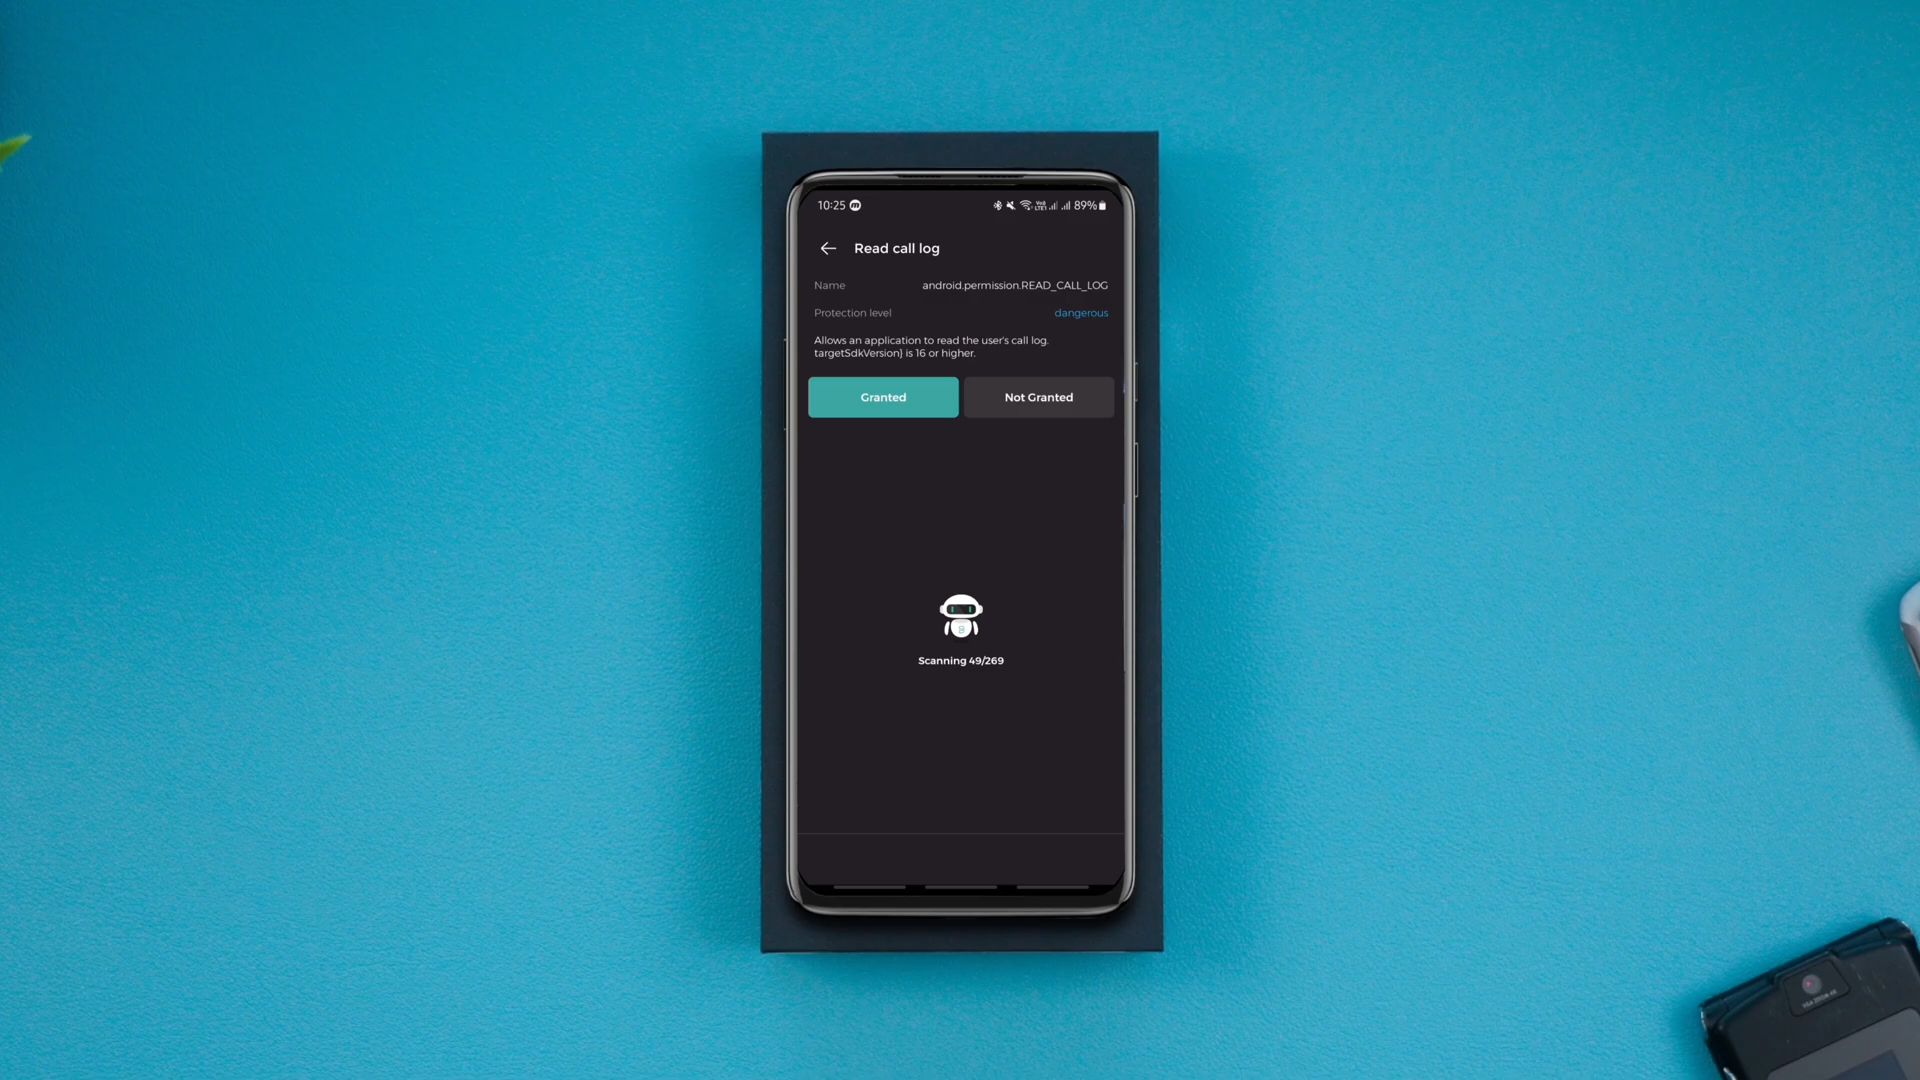 10:25
89%
Read call log
Name
android.permission.READ_CALL_LOG
Protection level
dangerous
Allows an application to read the user's call log.
targetSdkVersion} is 16 or higher.
Granted
Not Granted
Scanning 49/269